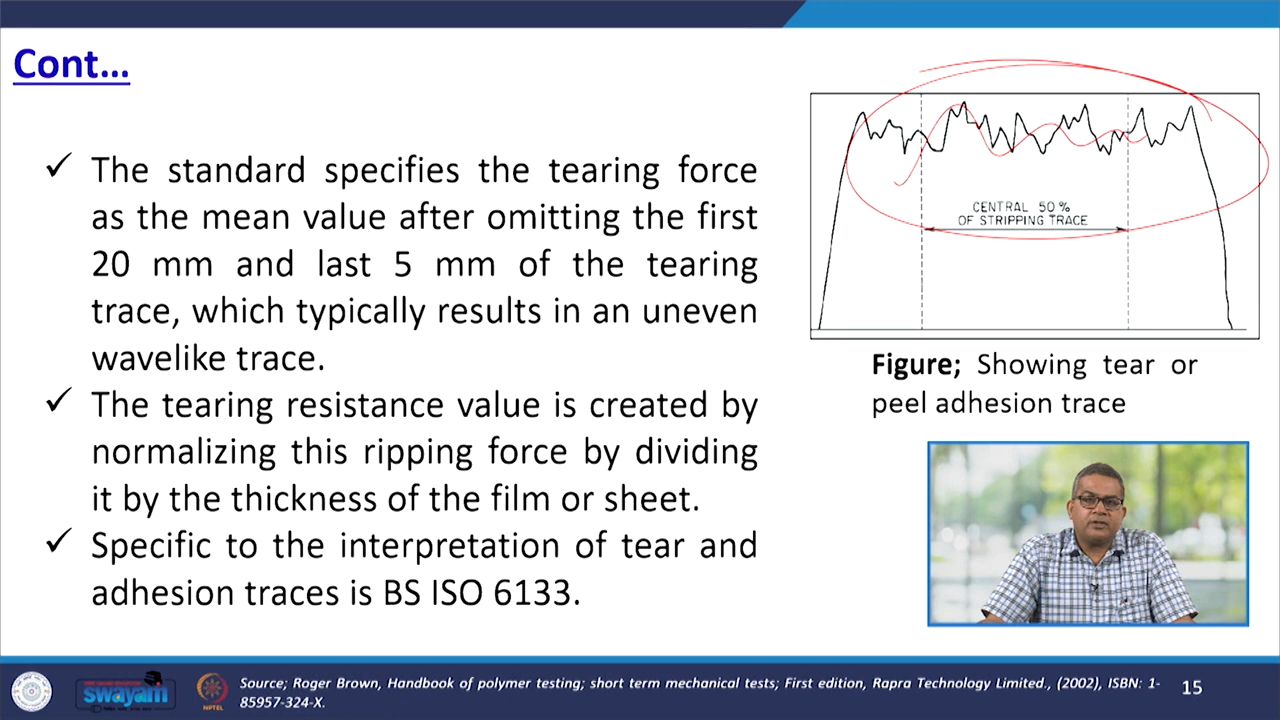 Cont...
✓ The standard specifies the tearing force
as the mean value after omitting the first
20 mm and last 5 mm of the tearing
trace, which typically results in an uneven
wavelike trace.
✓ The tearing resistance value is created by
normalizing this ripping force by dividing
it by the thickness of the film or sheet.
✓ Specific to the interpretation of tear and
adhesion traces is BS ISO 6133.
CENTRAL 50 %
OF STRIPPING TRACE
Figure; Showing tear or
peel adhesion trace
swayam
NPTEL
Source; Roger Brown, Handbook of polymer testing; short term mechanical tests; First edition, Rapra Technology Limited., (2002), ISBN: 1-
85957-324-X.
15